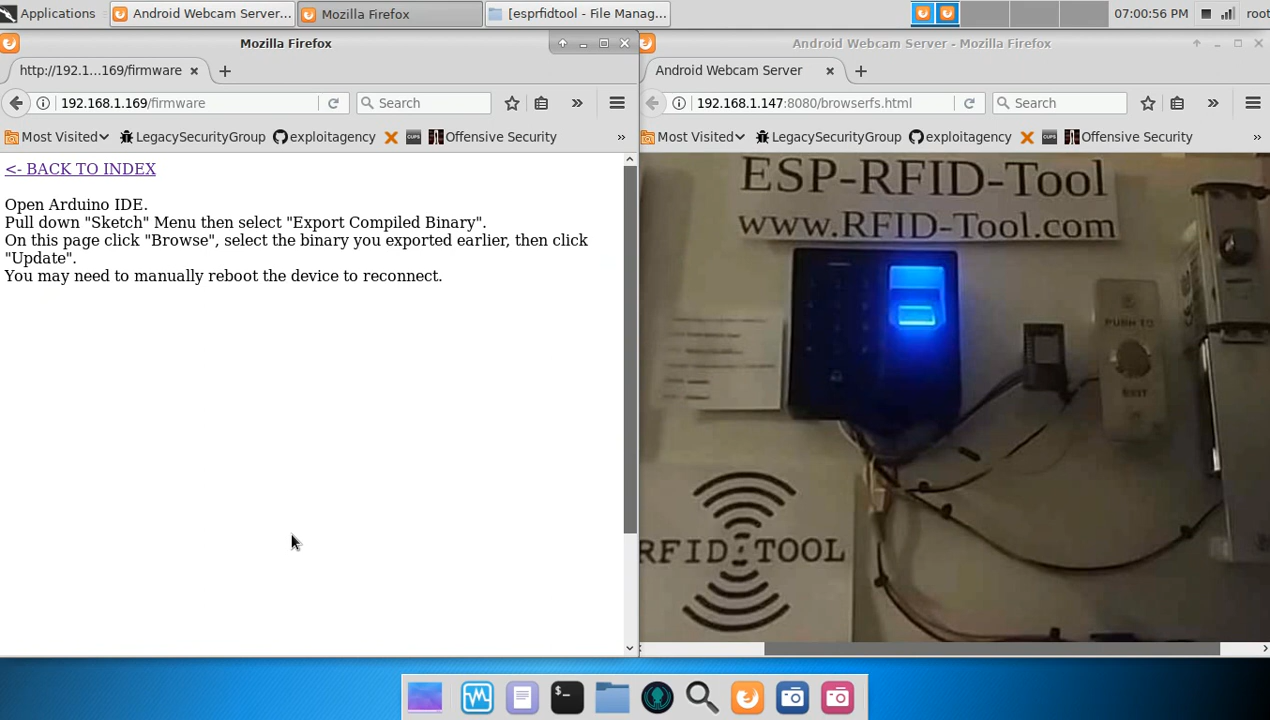 Applications
Android Webcam Server...
Mozilla Firefox
[esprfidtool - File Manag...
07:00:56 PM
root
Mozilla Firefox
http://192.1...169/firmware
192.168.1.169/firmware
Search
Most Visited
LegacySecurityGroup
exploitagency
CUPS
Offensive Security
»
<- BACK TO INDEX
Open Arduino IDE.
Pull down "Sketch" Menu then select "Export Compiled Binary".
On this page click "Browse", select the binary you exported earlier, then click
"Update".
You may need to manually reboot the device to reconnect.
Android Webcam Server - Mozilla Firefox
Android Webcam Server
192.168.1.147:8080/browserfs.html
Search
Most Visited
LegacySecurityGroup
exploitagency
CUPS
Offensive Security
»
ESP-RFID-Tool
www.RFID-Tool.com
PUSH TO
EXIT
RFID TOOL